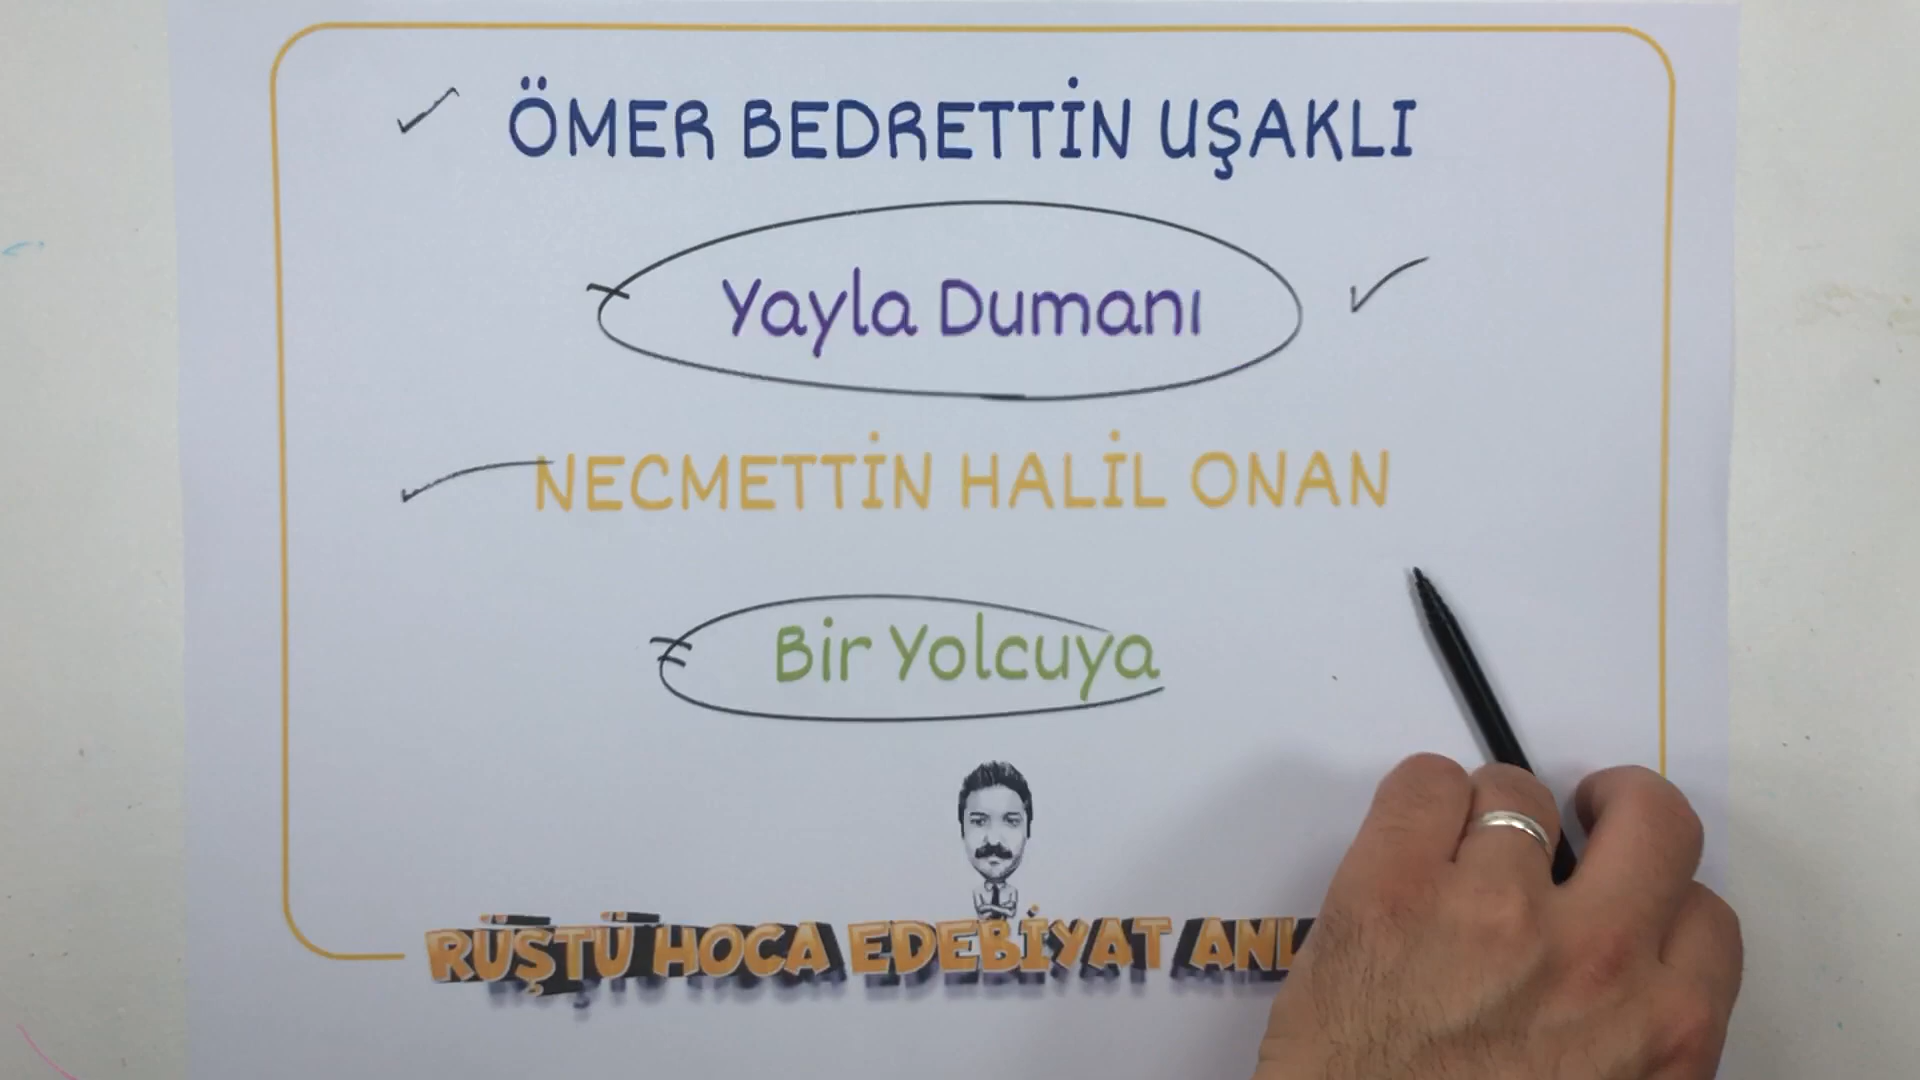 ÖMER BEDRETTİN UŞAKLI
Yayla Dumanı
NECMETTİN HALİL ONAN
Bir Yolcuya
RÜŞTÜ HOCA EDEBİYAT